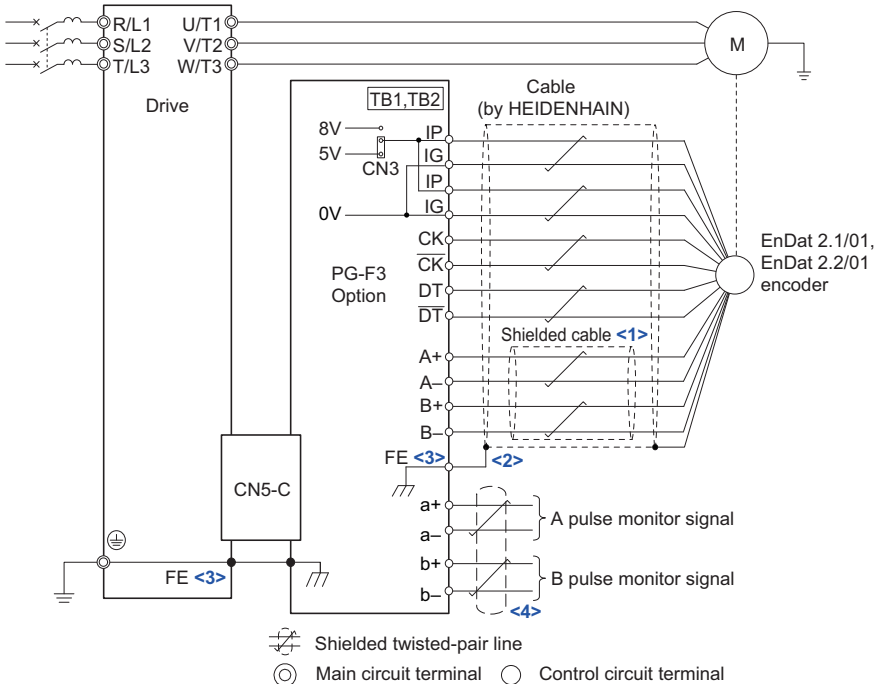 R/L1
S/L2
T/L3
U/T1
V/T2
W/T3
M
Drive
TB1,TB2
Cable
(by HEIDENHAIN)
8V
5V
CN3
0V
IP
IG
IP
IG
CK
C̅K̅
DT
D̅T̅
PG-F3
Option
EnDat 2.1/01,
EnDat 2.2/01
encoder
Shielded cable <1>
A+
A–
B+
B–
FE <3>
<2>
CN5-C
a+
a–
A pulse monitor signal
b+
b–
B pulse monitor signal
<4>
FE <3>
Shielded twisted-pair line
Main circuit terminal
Control circuit terminal